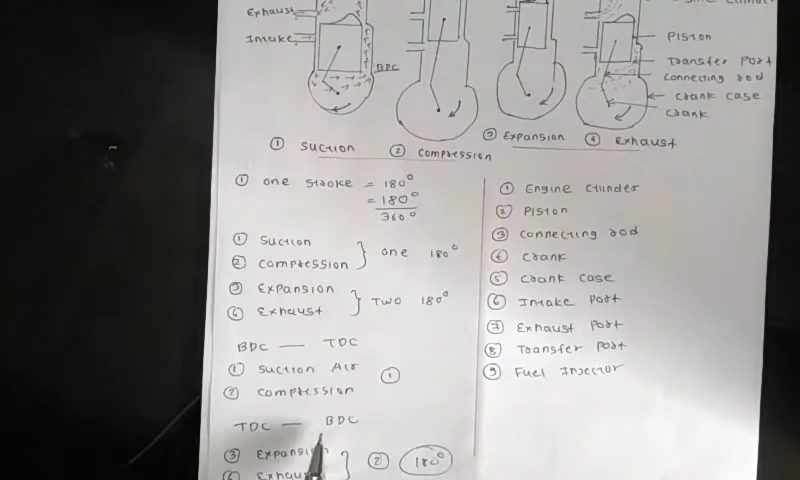 Exhaust
Intake
BDC
Piston
Transfer Port
connecting rod
crank case
crank
① Suction
② Compression
③ Expansion
④ Exhaust
① One Stroke = 180°
= 180°
360°
① Suction
② Compression } one 180°
③ Expansion
④ Exhaust } Two 180°
BDC — TDC
① Suction Air
② Compression ①
TDC — BDC
③ Expansion
④ Exhaust } ② 180°
① Engine Clinder
② Piston
③ Connecting rod
④ Crank
⑤ Crank Case
⑥ Intake Port
⑦ Exhaust Port
⑧ Transfer Port
⑨ Fuel Injector